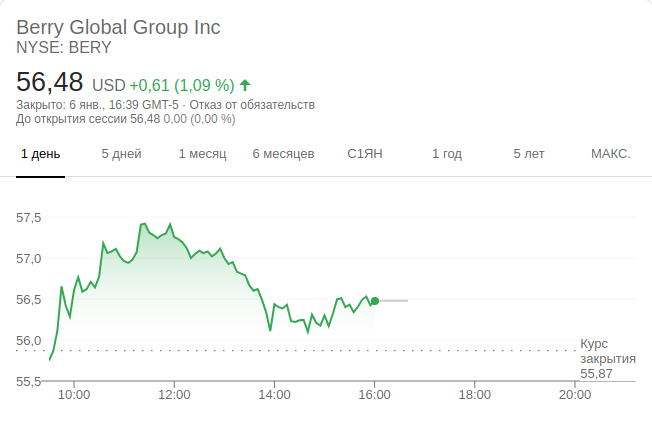 Berry Global Group Inc
NYSE: BERY
56,48 USD +0,61 (1,09 %)
Закрыто: 6 янв., 16:39 GMT-5 · Отказ от обязательств
До открытия сессии 56,48 0,00 (0,00 %)
1 день 5 дней 1 месяц 6 месяцев С1ЯН 1 год 5 лет МАКС.
57,5
57,0
56,5
56,0
Курс
закрытия
55,87
55,5
10:00 12:00 14:00 16:00 18:00 20:00